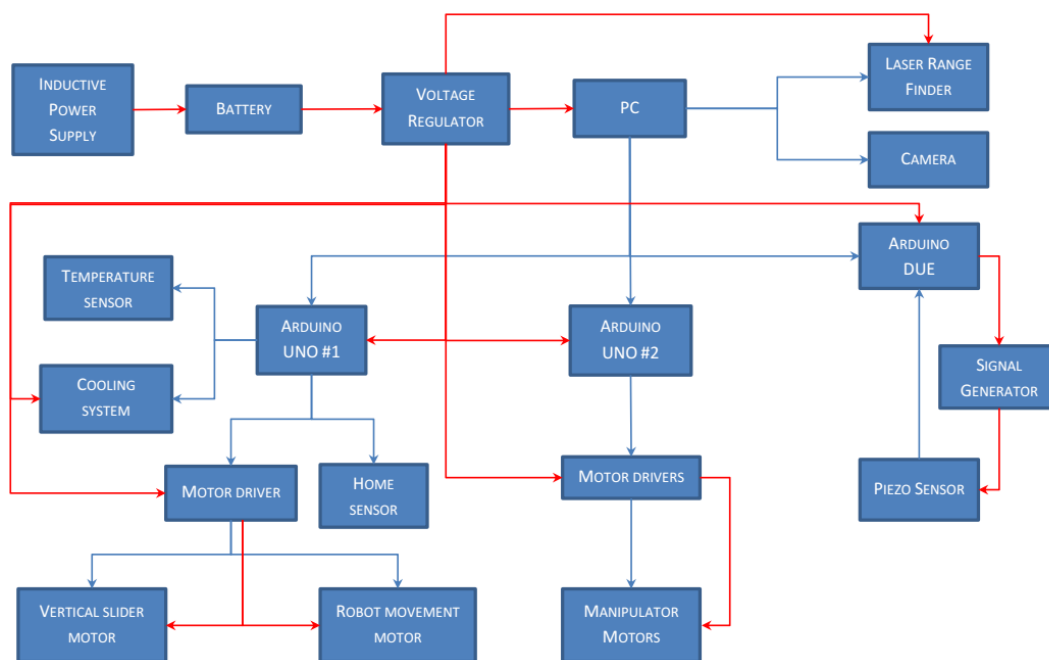 INDUCTIVE
POWER
SUPPLY
BATTERY
VOLTAGE
REGULATOR
PC
LASER RANGE
FINDER
CAMERA
ARDUINO
DUE
TEMPERATURE
SENSOR
ARDUINO
UNO #1
ARDUINO
UNO #2
SIGNAL
GENERATOR
COOLING
SYSTEM
MOTOR DRIVER
HOME
SENSOR
MOTOR DRIVERS
PIEZO SENSOR
VERTICAL SLIDER
MOTOR
ROBOT MOVEMENT
MOTOR
MANIPULATOR
MOTORS